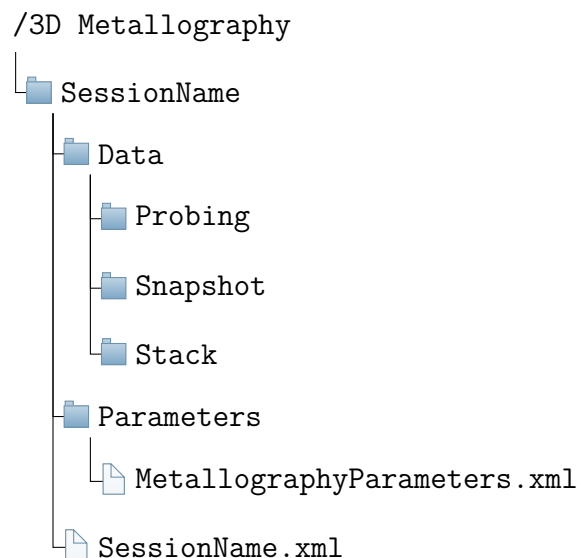 /3D Metallography
SessionName
Data
Probing
Snapshot
Stack
Parameters
MetallographyParameters.xml
SessionName.xml